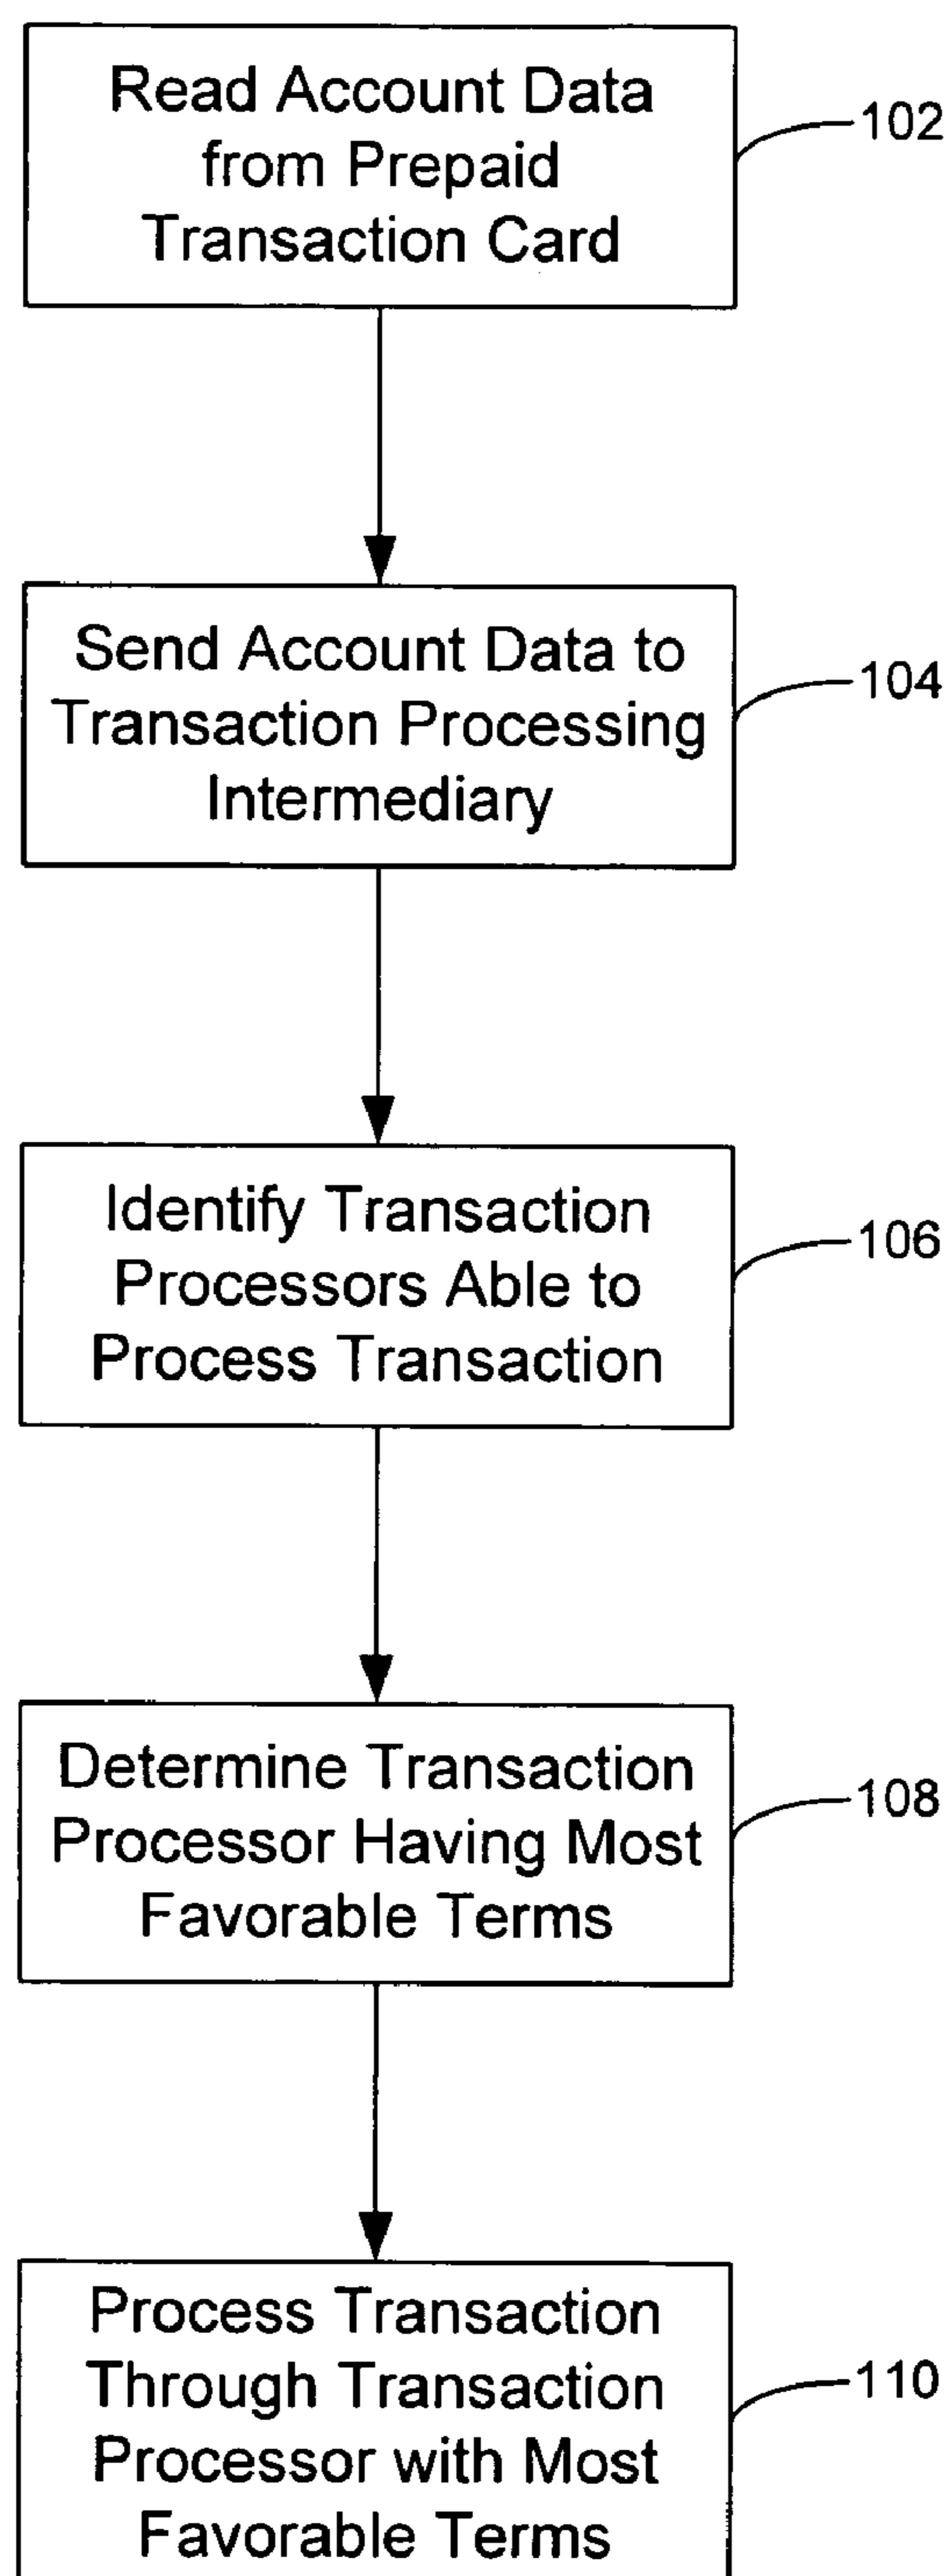 Read Account Data
from Prepaid
Transaction Card
102
Send Account Data to
Transaction Processing
Intermediary
104
Identify Transaction
Processors Able to
Process Transaction
106
Determine Transaction
Processor Having Most
Favorable Terms
108
Process Transaction
Through Transaction
Processor with Most
Favorable Terms
110